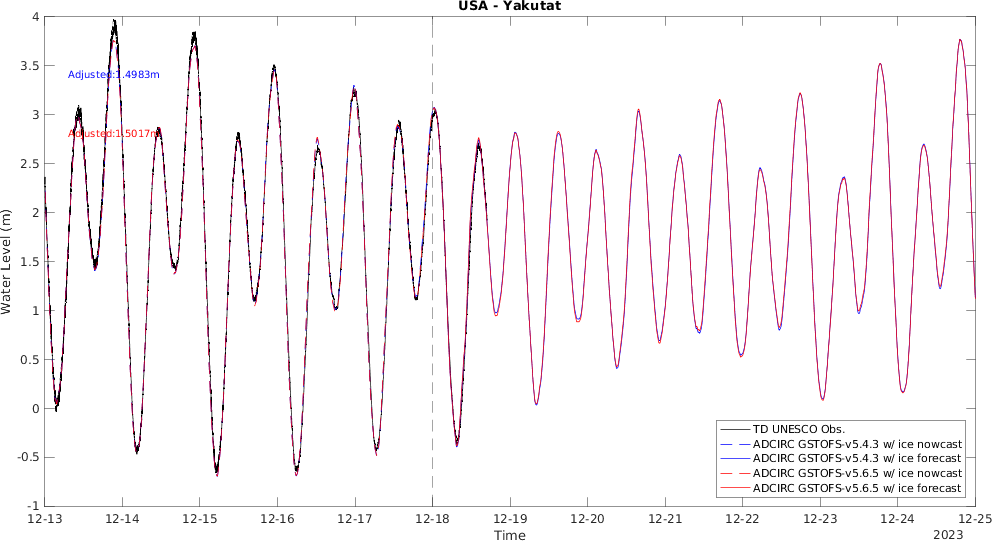 USA - Yakutat
4
3.5
3
2.5
2
1.5
1
0.5
0
-0.5
-1
Water Level (m)
Adjusted:1.4983m
Adjusted:1.5017m
TD UNESCO Obs.
ADCIRC GSTOFS-v5.4.3 w/ ice nowcast
ADCIRC GSTOFS-v5.4.3 w/ ice forecast
ADCIRC GSTOFS-v5.6.5 w/ ice nowcast
ADCIRC GSTOFS-v5.6.5 w/ ice forecast
12-13 12-14 12-15 12-16 12-17 12-18 12-19 12-20 12-21 12-22 12-23 12-24 12-25
Time
2023